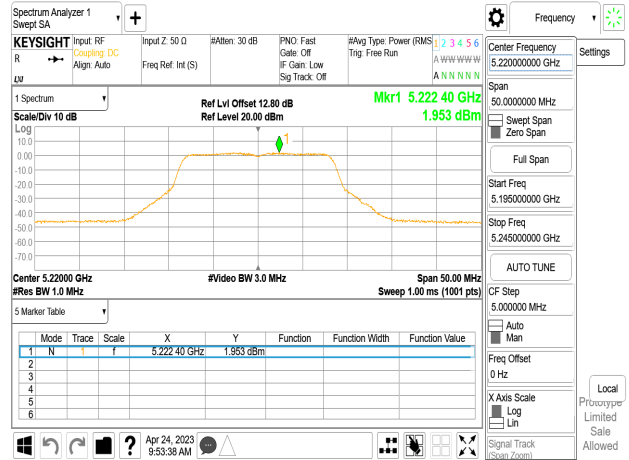 Spectrum Analyzer 1
Swept SA
Frequency
KEYSIGHT
R
Input: RF
Coupling: DC
Align: Auto
Input Z: 50 Ω
Freq Ref: Int (S)
#Atten: 30 dB
PNO: Fast
Gate: Off
IF Gain: Low
Sig Track: Off
#Avg Type: Power (RMS
Trig: Free Run
1 2 3 4 5 6
A W W W W W
A N N N N N
1 Spectrum
Scale/Div 10 dB
Ref Lvl Offset 12.80 dB
Ref Level 20.00 dBm
Mkr1 5.222 40 GHz
1.953 dBm
Log
1
10.0
0.00
-10.0
-20.0
-30.0
-40.0
-50.0
-60.0
-70.0
Center 5.22000 GHz
#Video BW 3.0 MHz
Span 50.00 MHz
#Res BW 1.0 MHz
Sweep 1.00 ms (1001 pts)
5 Marker Table
Mode Trace Scale X Y Function Function Width Function Value
1 N 1 f 5.222 40 GHz 1.953 dBm
2
3
4
5
6
Apr 24, 2023
9:53:38 AM
Center Frequency
5.220000000 GHz
Settings
Span
50.0000000 MHz
Swept Span
Zero Span
Full Span
Start Freq
5.195000000 GHz
Stop Freq
5.245000000 GHz
AUTO TUNE
CF Step
5.000000 MHz
Auto
Man
Freq Offset
0 Hz
X Axis Scale
Log
Lin
Signal Track
(Span Zoom)
Local
Prototype
Limited
Sale
Allowed